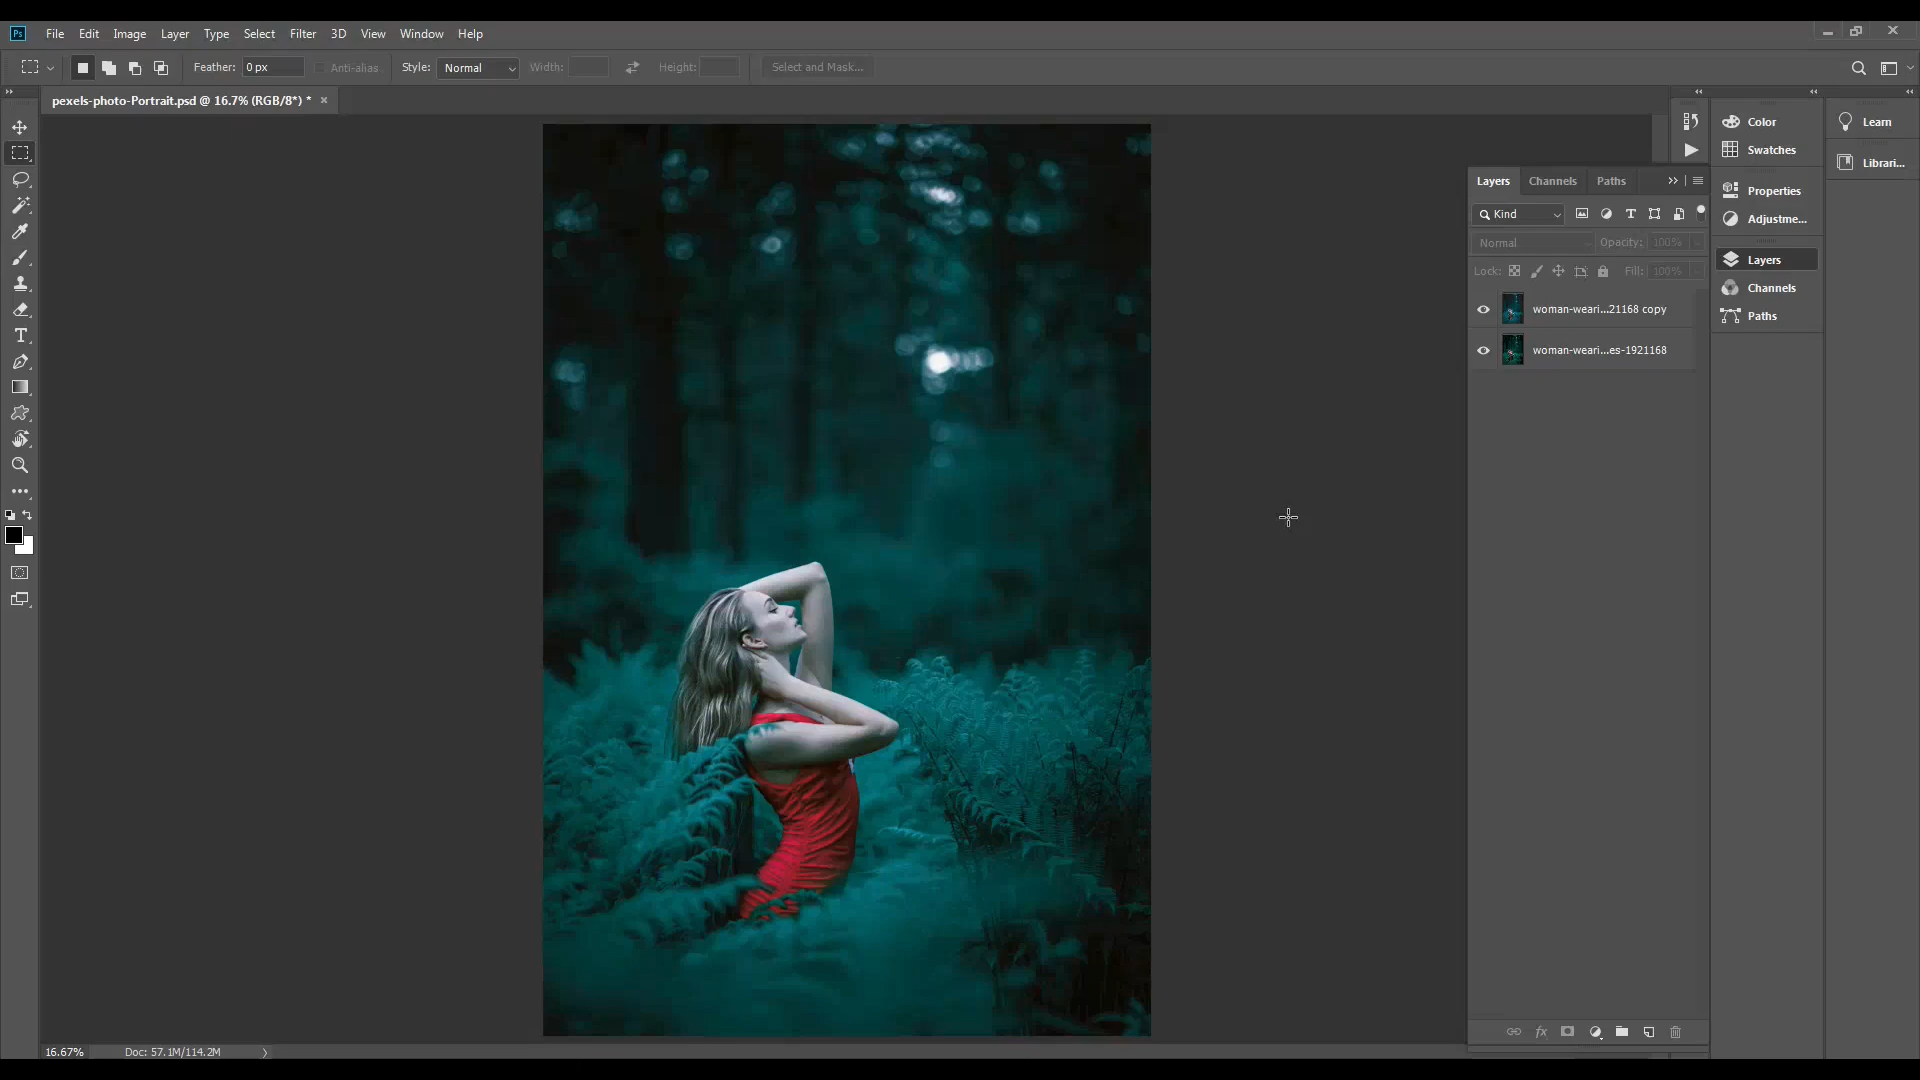 Ps File Edit Image Layer Type Select Filter 3D View Window Help
Feather: 0 px Anti-alias Style: Normal Width: Height: Select and Mask...
pexels-photo-Portrait.psd @ 16.7% (RGB/8*) * ×
Color
Learn
Swatches
Librari...
Layers Channels Paths
Properties
Kind
Adjustme...
Normal Opacity: 100%
Layers
Lock: Fill: 100%
Channels
woman-weari...21168 copy
Paths
woman-weari...es-1921168
16.67% Doc: 57.1M/114.2M